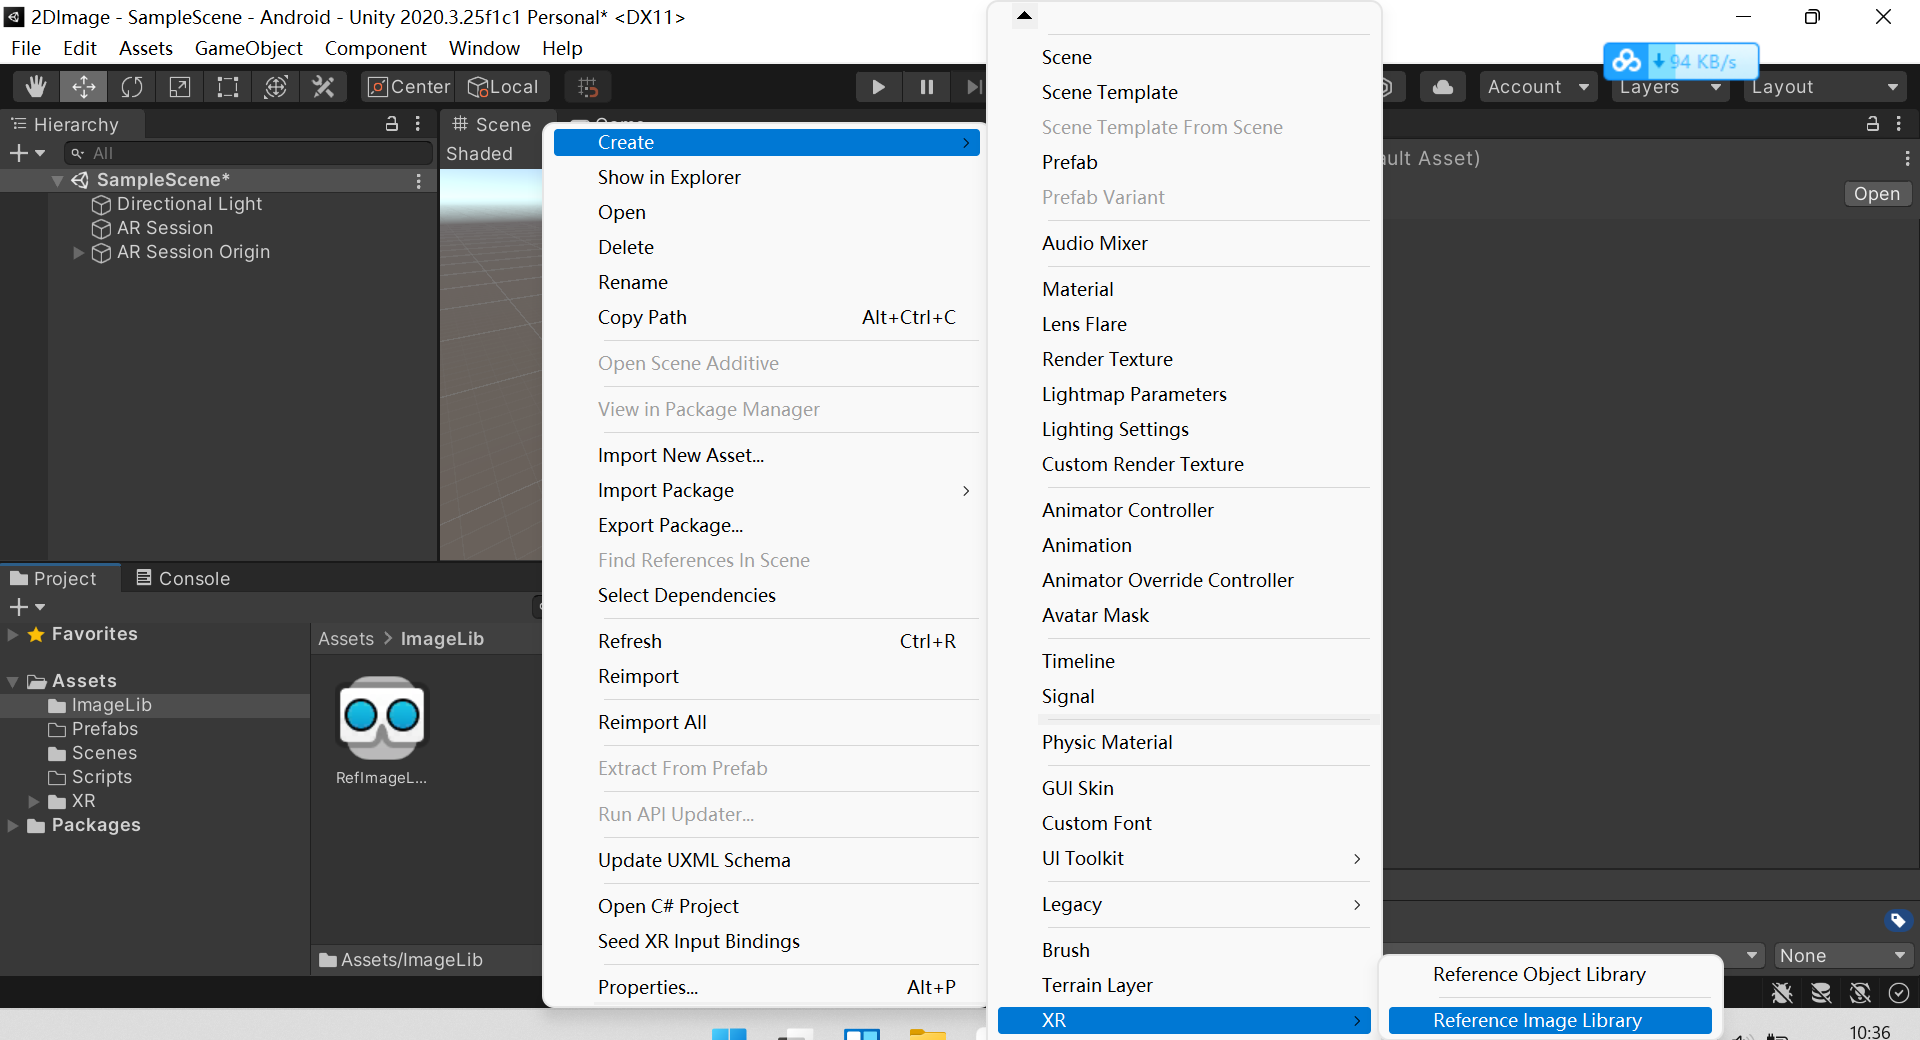 2DImage - SampleScene - Android - Unity 2020.3.25f1c1 Personal* <DX11>
File Edit Assets GameObject Component Window Help
94 KB/s
Center Local Account Layers Layout
Hierarchy
All
SampleScene*
Directional Light
AR Session
AR Session Origin
Scene
Shaded
Create
Show in Explorer
Open
Delete
Rename
Copy Path Alt+Ctrl+C
Open Scene Additive
View in Package Manager
Import New Asset...
Import Package
Export Package...
Find References In Scene
Select Dependencies
Refresh Ctrl+R
Reimport
Reimport All
Extract From Prefab
Run API Updater...
Update UXML Schema
Open C# Project
Seed XR Input Bindings
Properties... Alt+P
Scene
Scene Template
Scene Template From Scene
Prefab
Prefab Variant
Audio Mixer
Material
Lens Flare
Render Texture
Lightmap Parameters
Lighting Settings
Custom Render Texture
Animator Controller
Animation
Animator Override Controller
Avatar Mask
Timeline
Signal
Physic Material
GUI Skin
Custom Font
UI Toolkit
Legacy
Brush
Terrain Layer
XR
Reference Object Library
Reference Image Library
ault Asset)
Open
None
Project Console
Favorites
Assets
ImageLib
Prefabs
Scenes
Scripts
XR
Packages
Assets > ImageLib
RefImageL...
Assets/ImageLib
10:36